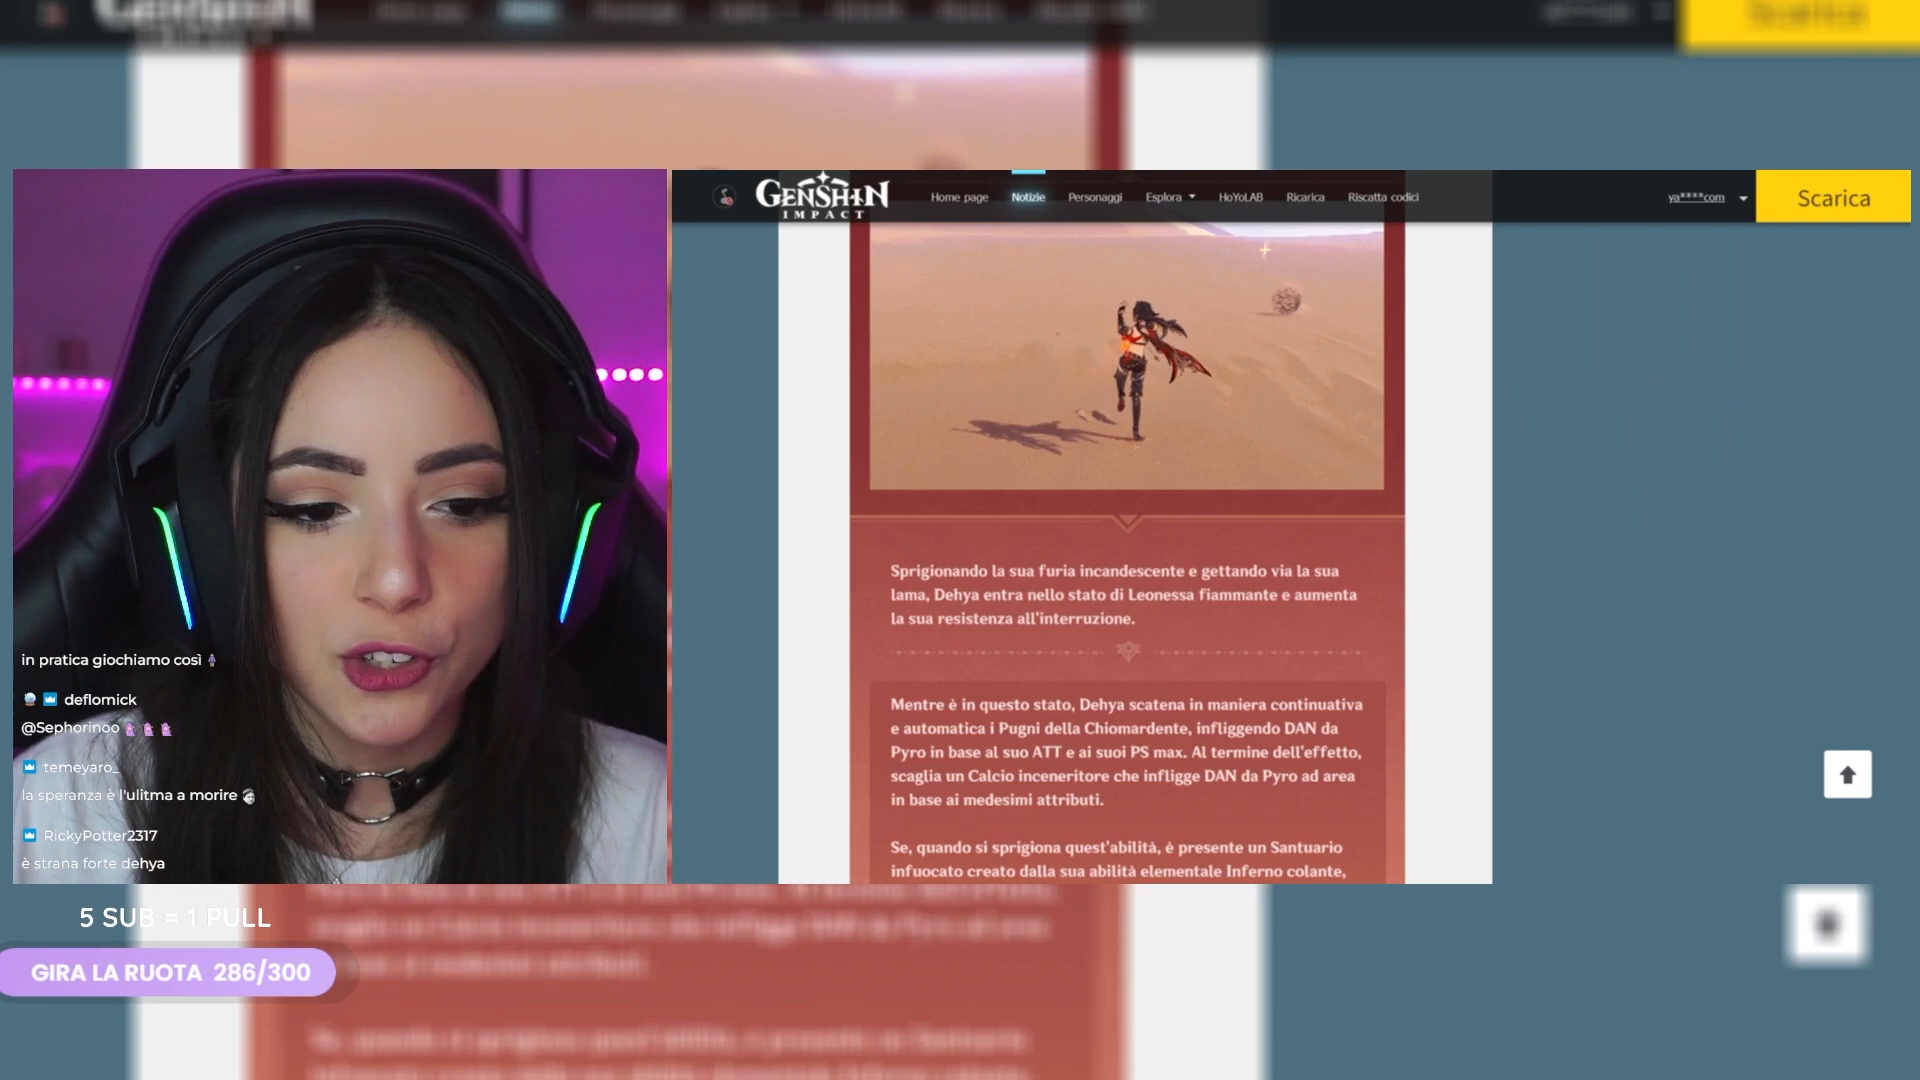 GENSHIN
IMPACT
Home page
Notizie
Personaggi
Esplora
HoYoLAB
Ricarica
Riscatta codici
ya****com
Scarica
Sprigionando la sua furia incandescente e gettando via la sua
lama, Dehya entra nello stato di Leonessa fiammante e aumenta
la sua resistenza all'interruzione.
Mentre è in questo stato, Dehya scatena in maniera continuativa
e automatica i Pugni della Chiomardente, infliggendo DAN da
Pyro in base al suo ATT e ai suoi PS max. Al termine dell'effetto,
scaglia un Calcio inceneritore che infligge DAN da Pyro ad area
in base ai medesimi attributi.
Se, quando si sprigiona quest'abilità, è presente un Santuario
infuocato creato dalla sua abilità elementale Inferno colante,
in pratica giochiamo così
deflomick
@Sephorinoo
temeyaro_
la speranza è l'ulitma a morire
RickyPotter2317
è strana forte dehya
5 SUB = 1 PULL
GIRA LA RUOTA 286/300